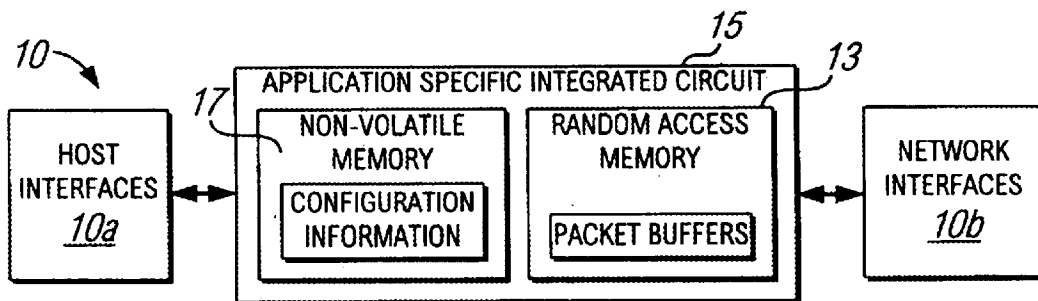 10
15
APPLICATION SPECIFIC INTEGRATED CIRCUIT
13
HOST
INTERFACES
10a
17
NON-VOLATILE
MEMORY
CONFIGURATION
INFORMATION
RANDOM ACCESS
MEMORY
PACKET BUFFERS
NETWORK
INTERFACES
10b